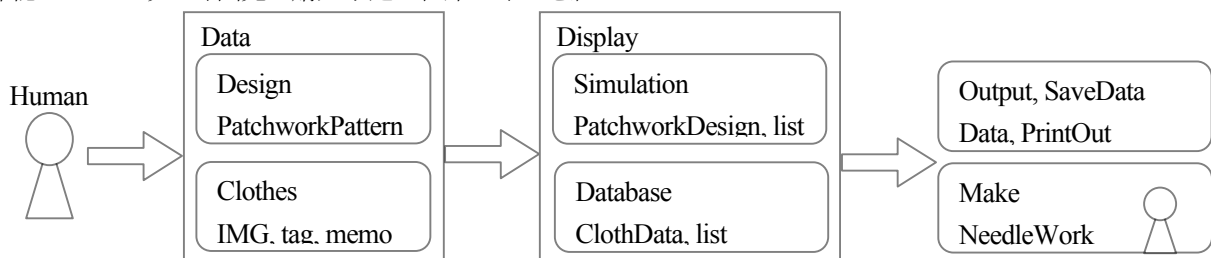 Human
Data
Design
PatchworkPattern
Clothes
IMG, tag, memo
Display
Simulation
PatchworkDesign, list
Database
ClothData, list
Output, SaveData
Data, PrintOut
Make
NeedleWork